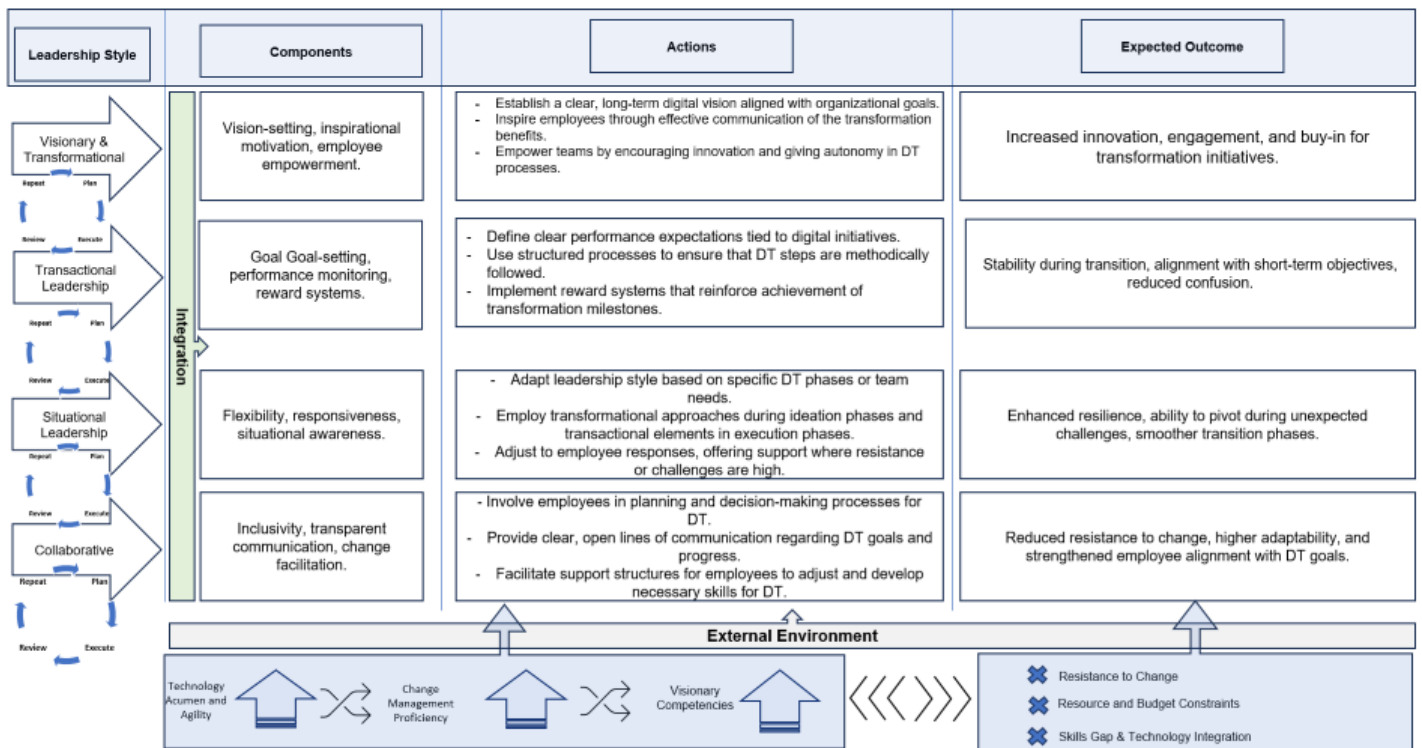 Leadership Style
Components
Actions
Expected Outcome
Visionary &
Transformational
Repeat
Plan
Review
Execute
Vision-setting, inspirational
motivation, employee
empowerment.
- Establish a clear, long-term digital vision aligned with organizational goals.
- Inspire employees through effective communication of the transformation
benefits.
- Empower teams by encouraging innovation and giving autonomy in DT
processes.
Increased innovation, engagement, and buy-in for
transformation initiatives.
Transactional
Leadership
Repeat
Plan
Review
Execute
Goal Goal-setting,
performance monitoring,
reward systems.
- Define clear performance expectations tied to digital initiatives.
- Use structured processes to ensure that DT steps are methodically
followed.
- Implement reward systems that reinforce achievement of
transformation milestones.
Stability during transition, alignment with short-term objectives,
reduced confusion.
Integration
Situational
Leadership
Repeat
Plan
Review
Execute
Flexibility, responsiveness,
situational awareness.
- Adapt leadership style based on specific DT phases or team
needs.
- Employ transformational approaches during ideation phases and
transactional elements in execution phases.
- Adjust to employee responses, offering support where resistance
or challenges are high.
Enhanced resilience, ability to pivot during unexpected
challenges, smoother transition phases.
Collaborative
Repeat
Plan
Review
Execute
Inclusivity, transparent
communication, change
facilitation.
- Involve employees in planning and decision-making processes for
DT.
- Provide clear, open lines of communication regarding DT goals and
progress.
- Facilitate support structures for employees to adjust and develop
necessary skills for DT.
Reduced resistance to change, higher adaptability, and
strengthened employee alignment with DT goals.
External Environment
Technology
Acumen and
Agility
Change
Management
Proficiency
Visionary
Competencies
Resistance to Change
Resource and Budget Constraints
Skills Gap & Technology Integration